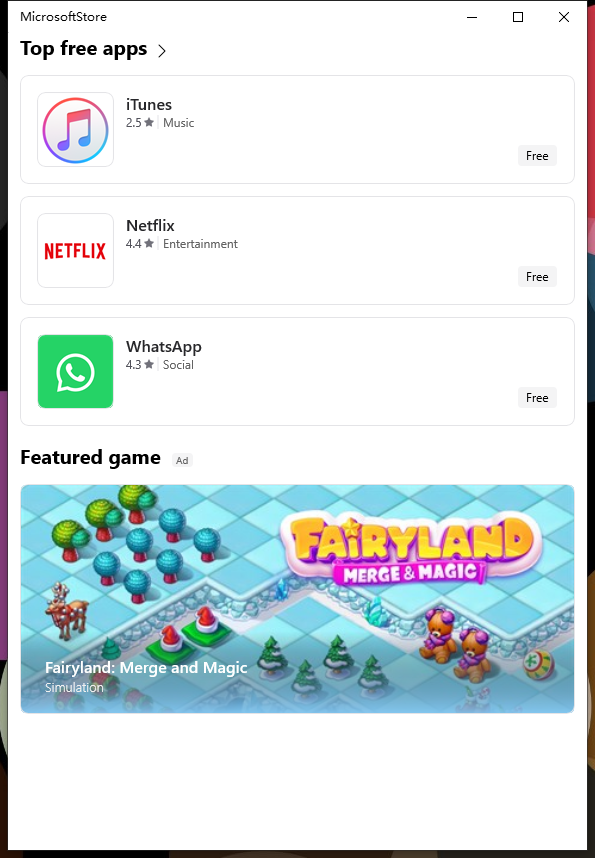 MicrosoftStore
Top free apps
iTunes
2.5 ★ Music
Free
NETFLIX
Netflix
4.4 ★ Entertainment
Free
WhatsApp
4.3 ★ Social
Free
Featured game Ad
FAIRYLAND
MERGE & MAGIC
Fairyland: Merge and Magic
Simulation